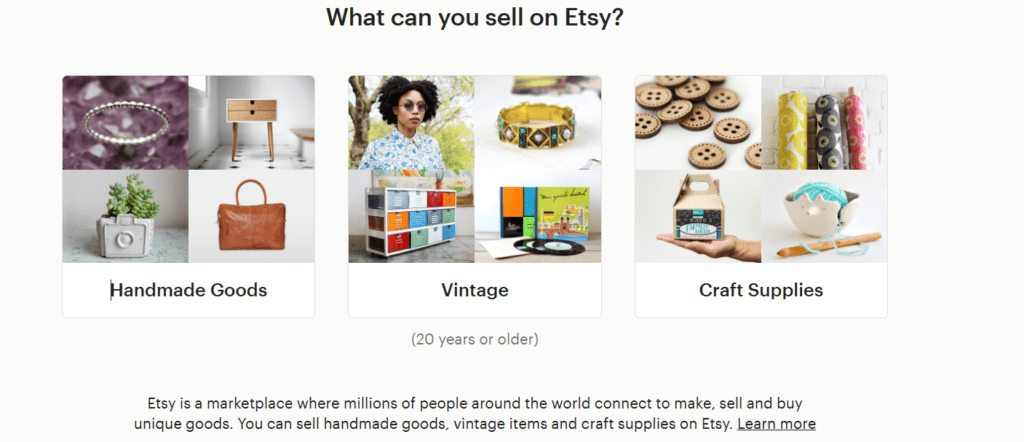 What can you sell on Etsy?
Handmade Goods
Vintage
Craft Supplies
(20 years or older)
Etsy is a marketplace where millions of people around the world connect to make, sell and buy
unique goods. You can sell handmade goods, vintage items and craft supplies on Etsy. Learn more